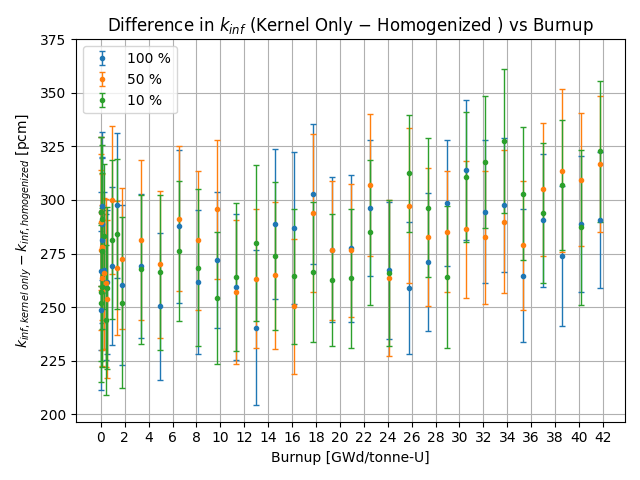 Difference in k_inf (Kernel Only − Homogenized ) vs Burnup
k_inf, kernel only − k_inf, homogenized [pcm]
375
350
325
300
275
250
225
200
100 %
50 %
10 %
0 2 4 6 8 10 12 14 16 18 20 22 24 26 28 30 32 34 36 38 40 42
Burnup [GWd/tonne-U]